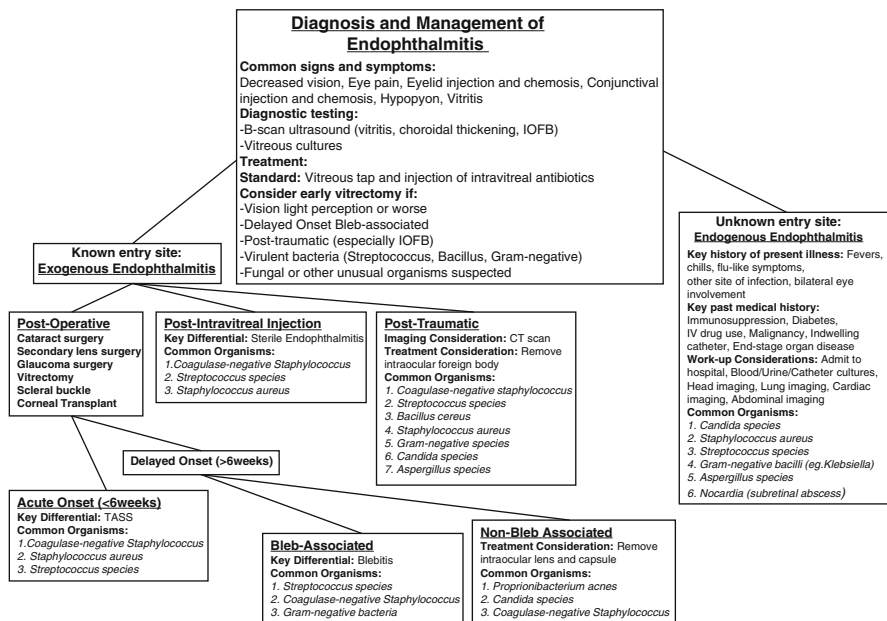 Diagnosis and Management of
Endophthalmitis
Common signs and symptoms:
Decreased vision, Eye pain, Eyelid injection and chemosis, Conjunctival
injection and chemosis, Hypopyon, Vitritis
Diagnostic testing:
-B-scan ultrasound (vitritis, choroidal thickening, IOFB)
-Vitreous cultures
Treatment:
Standard: Vitreous tap and injection of intravitreal antibiotics
Consider early vitrectomy if:
-Vision light perception or worse
-Delayed Onset Bleb-associated
-Post-traumatic (especially IOFB)
-Virulent bacteria (Streptococcus, Bacillus, Gram-negative)
-Fungal or other unusual organisms suspected
Known entry site:
Exogenous Endophthalmitis
Unknown entry site:
Endogenous Endophthalmitis
Key history of present illness: Fevers,
chills, flu-like symptoms,
other site of infection, bilateral eye
involvement
Key past medical history:
Immunosuppression, Diabetes,
IV drug use, Malignancy, Indwelling
catheter, End-stage organ disease
Work-up Considerations: Admit to
hospital, Blood/Urine/Catheter cultures,
Head imaging, Lung imaging, Cardiac
imaging, Abdominal imaging
Common Organisms:
1. Candida species
2. Staphylococcus aureus
3. Streptococcus species
4. Gram-negative bacilli (eg.Klebsiella)
5. Aspergillus species
6. Nocardia (subretinal abscess)
Post-Operative
Cataract surgery
Secondary lens surgery
Glaucoma surgery
Vitrectomy
Scleral buckle
Corneal Transplant
Post-Intravitreal Injection
Key Differential: Sterile Endophthalmitis
Common Organisms:
1.Coagulase-negative Staphylococcus
2. Streptococcus species
3. Staphylococcus aureus
Post-Traumatic
Imaging Consideration: CT scan
Treatment Consideration: Remove
intraocular foreign body
Common Organisms:
1. Coagulase-negative staphylococcus
2. Streptococcus species
3. Bacillus cereus
4. Staphylococcus aureus
5. Gram-negative species
6. Candida species
7. Aspergillus species
Delayed Onset (>6weeks)
Acute Onset (<6weeks)
Key Differential: TASS
Common Organisms:
1.Coagulase-negative Staphylococcus
2. Staphylococcus aureus
3. Streptococcus species
Bleb-Associated
Key Differential: Blebitis
Common Organisms:
1. Streptococcus species
2. Coagulase-negative Staphylococcus
3. Gram-negative bacteria
Non-Bleb Associated
Treatment Consideration: Remove
intraocular lens and capsule
Common Organisms:
1. Proprionibacterium acnes
2. Candida species
3. Coagulase-negative Staphylococcus